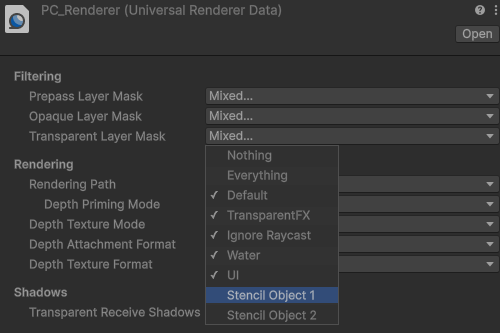 PC_Renderer (Universal Renderer Data)
Open
Filtering
Prepass Layer Mask Mixed...
Opaque Layer Mask Mixed...
Transparent Layer Mask Mixed...
Nothing
Everything
Default
TransparentFX
Ignore Raycast
Water
UI
Stencil Object 1
Stencil Object 2
Rendering
Rendering Path
Depth Priming Mode
Depth Texture Mode
Depth Attachment Format
Depth Texture Format
Shadows
Transparent Receive Shadows